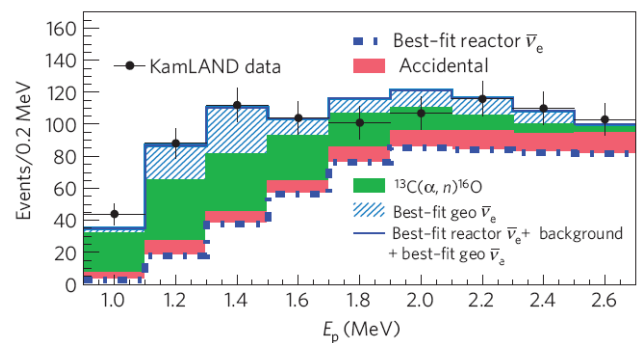 160
140
120
100
80
60
40
20
0
Events/0.2 MeV
KamLAND data
Best-fit reactor ν̅e
Accidental
¹³C(α, n)¹⁶O
Best-fit geo ν̅e
Best-fit reactor ν̅e+ background
+ best-fit geo ν̅e
1.0 1.2 1.4 1.6 1.8 2.0 2.2 2.4 2.6
Ep (MeV)